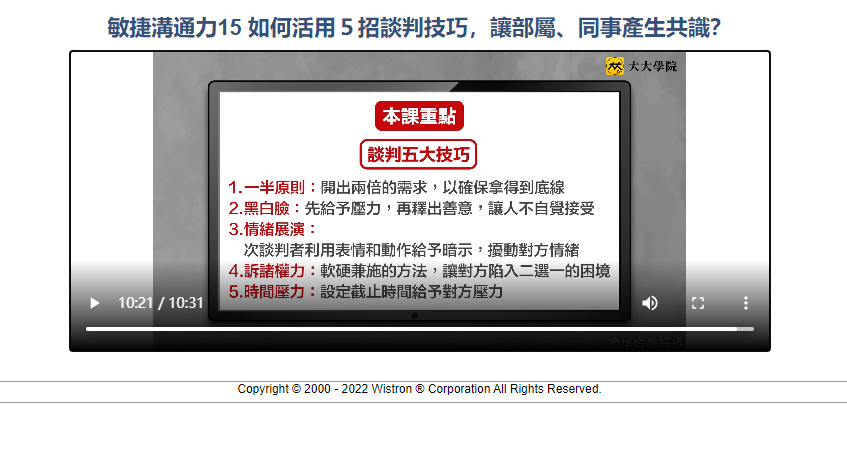 敏捷溝通力15 如何活用 5 招談判技巧，讓部屬、同事產生共識?
大大學院
本課重點
談判五大技巧
1.一半原則：開出兩倍的需求，以確保拿得到底線
2.黑白臉：先給予壓力，再釋出善意，讓人不自覺接受
3.情緒展演：
次談判者利用表情和動作給予暗示，擾動對方情緒
4.訴諸權力：軟硬兼施的方法，讓對方陷入二選一的困境
5.時間壓力：設定截止時間給予對方壓力
10:21 / 10:31
Copyright © 2000 - 2022 Wistron ® Corporation All Rights Reserved.